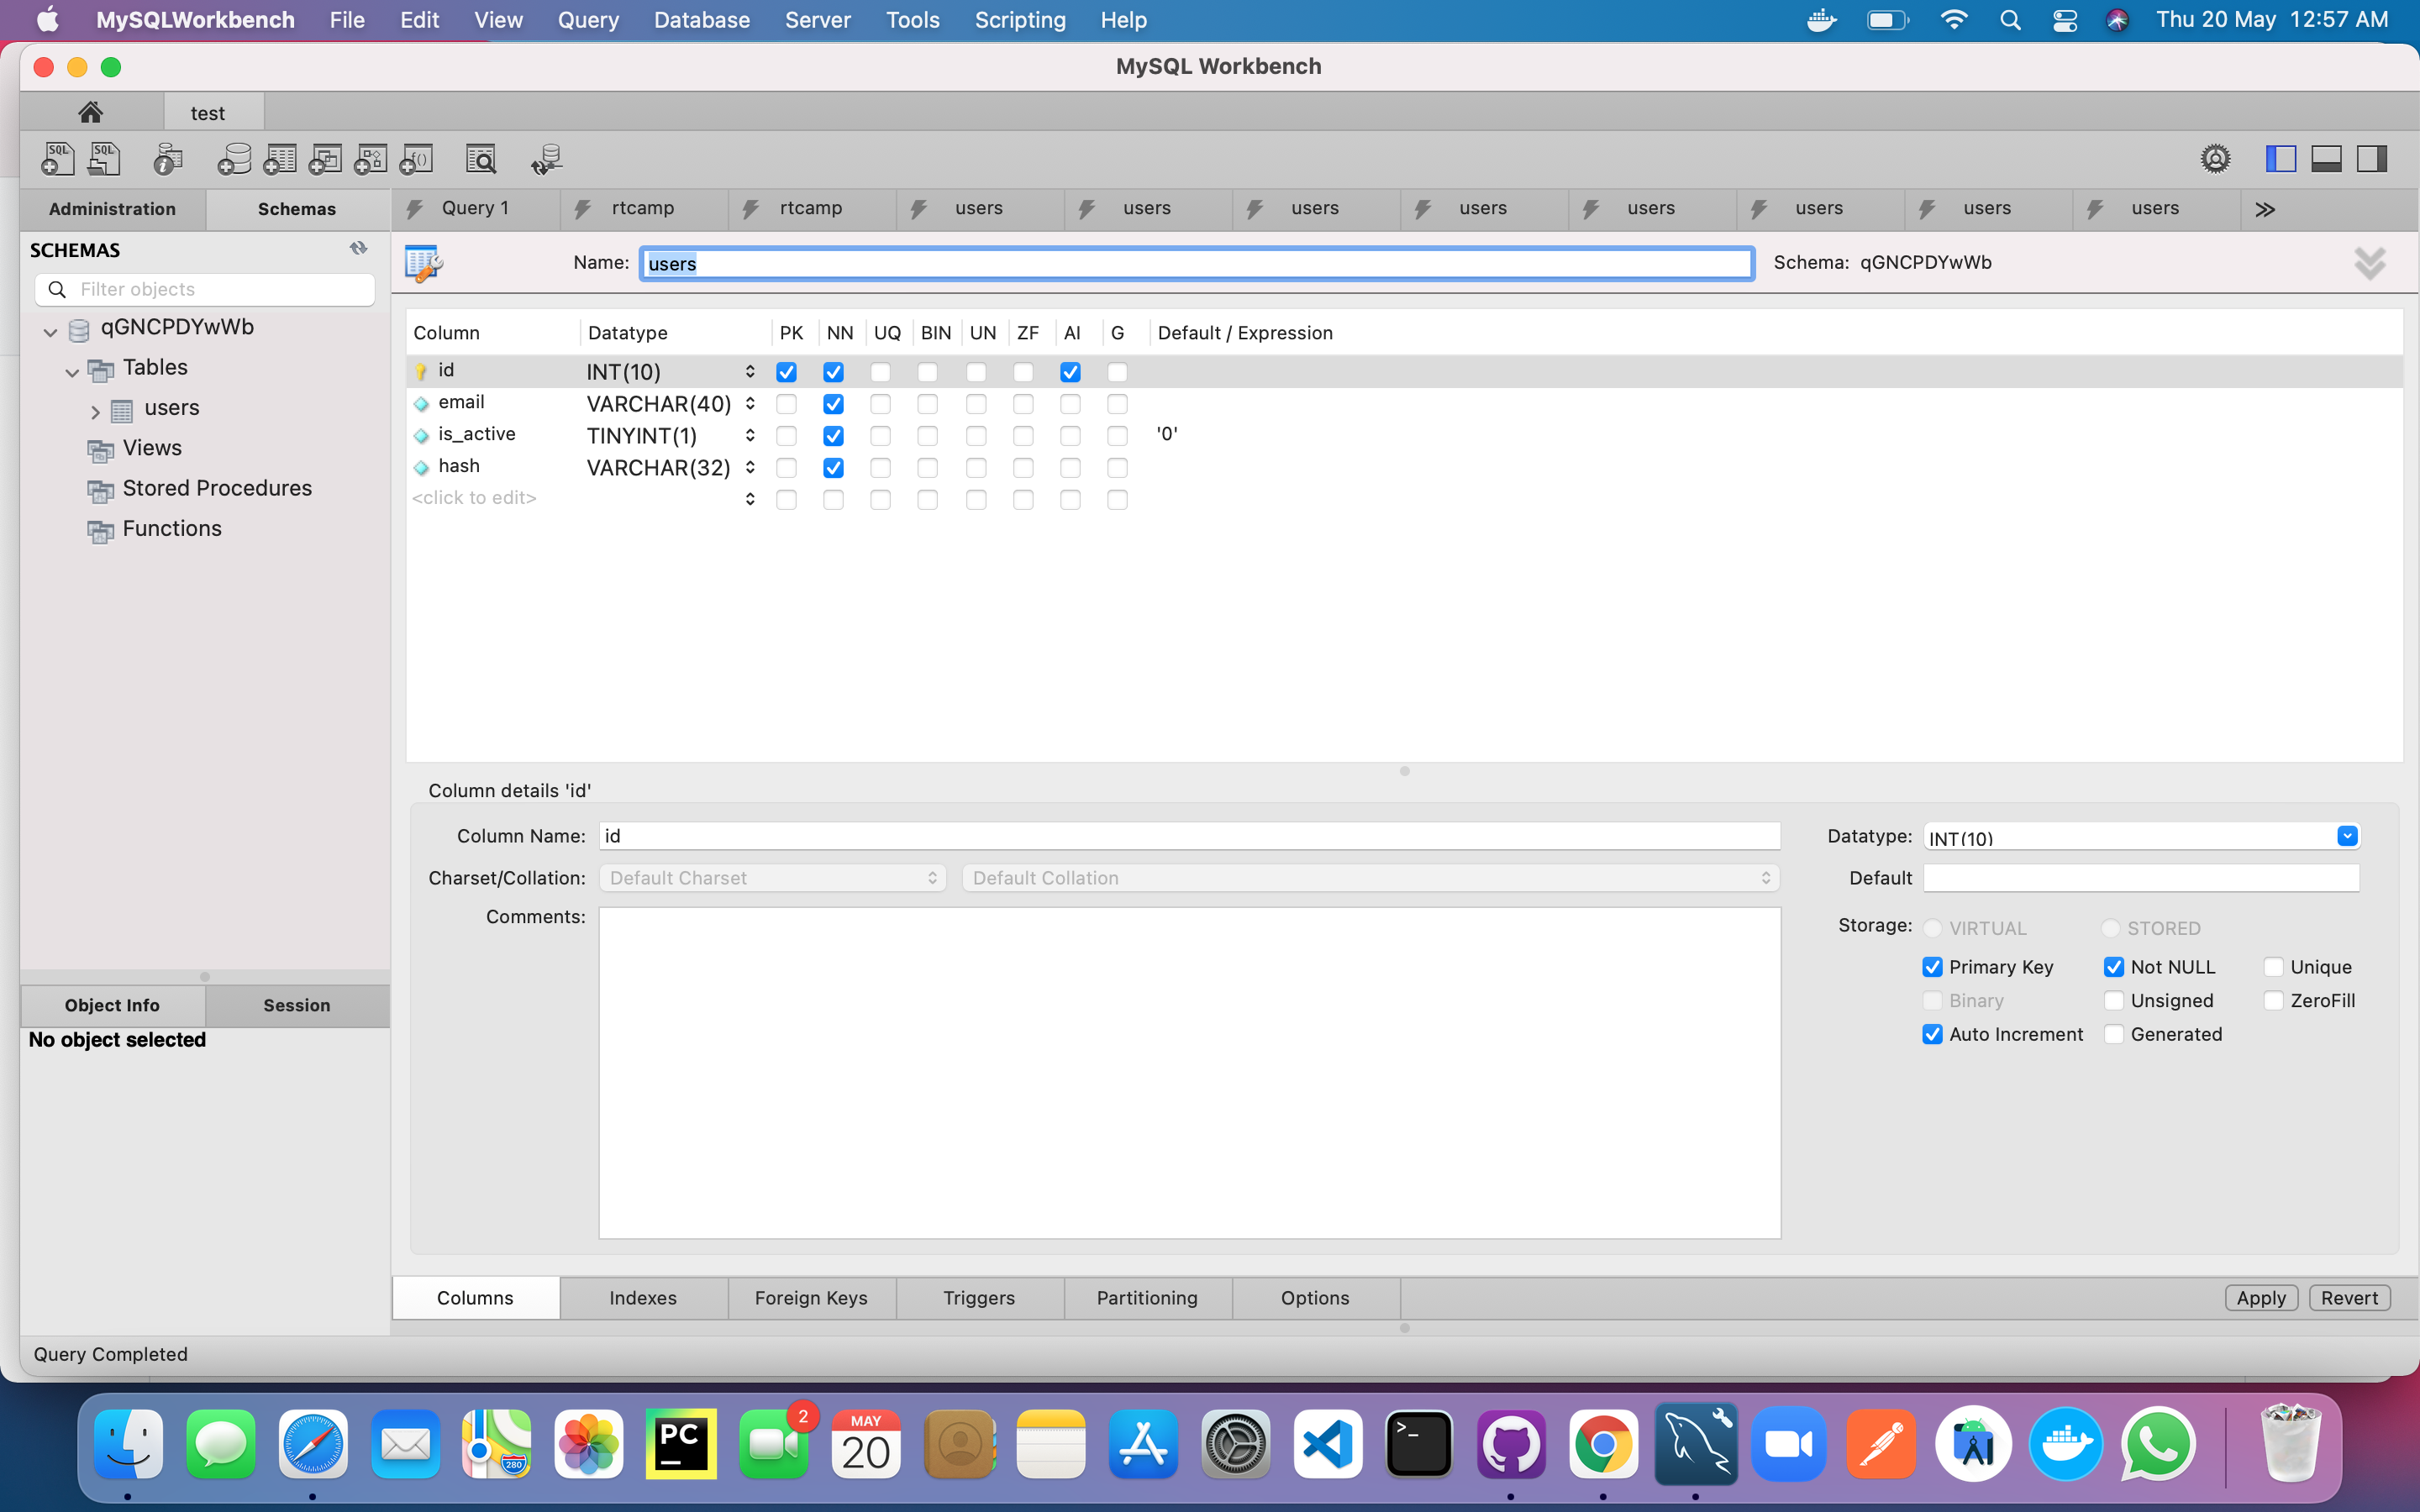 MySQLWorkbench File Edit View Query Database Server Tools Scripting Help Thu 20 May 12:57 AM
MySQL Workbench
test
SQL SQL i f()
Administration Schemas Query 1 rtcamp rtcamp users users users users users users users users
SCHEMAS
Name: users Schema: qGNCPDYwWb
Filter objects
qGNCPDYwWb
Tables
users
Views
Stored Procedures
Functions
Column Datatype PK NN UQ BIN UN ZF AI G Default / Expression
id INT(10)
email VARCHAR(40)
is_active TINYINT(1) '0'
hash VARCHAR(32)
<click to edit>
Column details 'id'
Column Name: id Datatype: INT(10)
Charset/Collation: Default Charset Default Collation Default
Comments: Storage: VIRTUAL STORED
Primary Key Not NULL Unique
Binary Unsigned ZeroFill
Auto Increment Generated
Object Info Session
No object selected
Columns Indexes Foreign Keys Triggers Partitioning Options Apply Revert
Query Completed
280 PC 2 MAY 20 >_